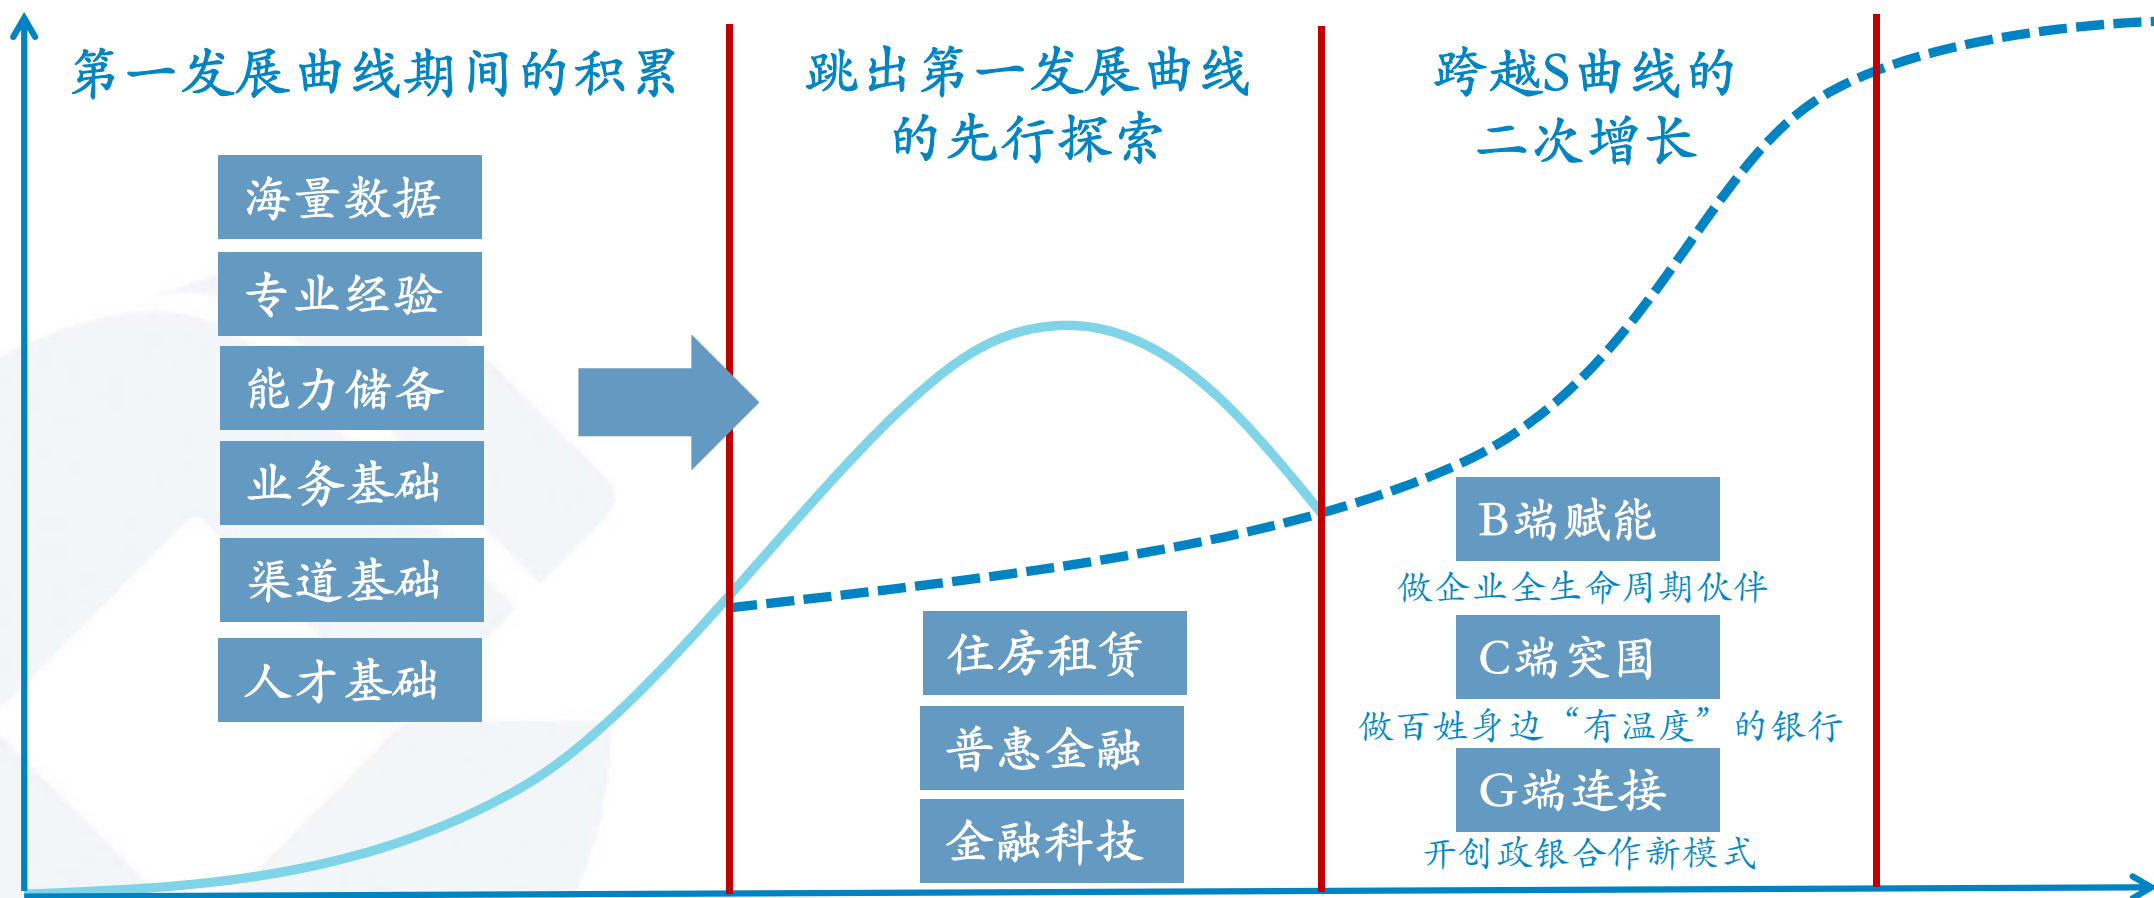 第一发展曲线期间的积累
海量数据
专业经验
能力储备
业务基础
渠道基础
人才基础
跳出第一发展曲线
的先行探索
住房租赁
普惠金融
金融科技
跨越S曲线的
二次增长
B端赋能
做企业全生命周期伙伴
C端突围
做百姓身边“有温度”的银行
G端连接
开创政银合作新模式